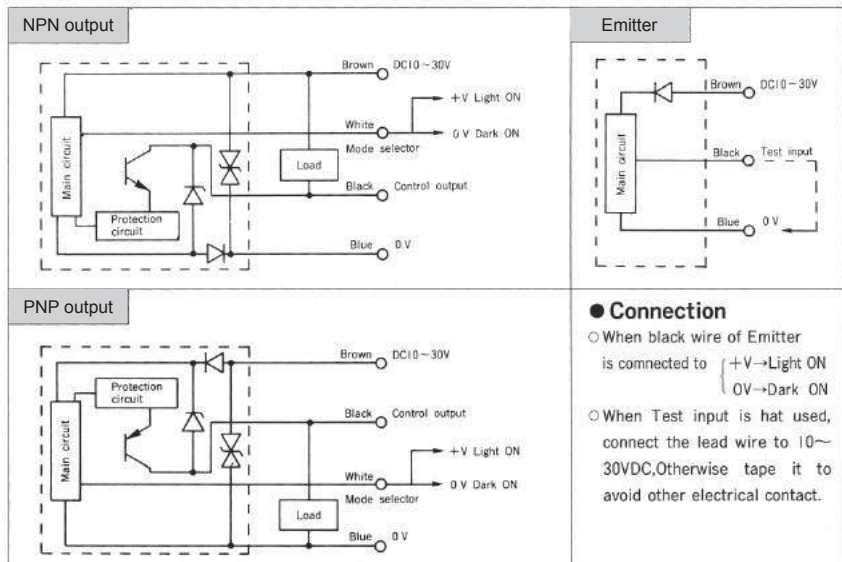 NPN output
Brown DC10~30V
+V Light ON
White
0 V Dark ON
Mode selector
Main circuit
Load
Black Control output
Protection
circuit
Blue 0 V
Emitter
Brown DC10~30V
Main circuit
Black Test input
Blue 0 V
PNP output
Brown DC10~30V
Protection
circuit
Black Control output
+V Light ON
Main circuit
White
0 V Dark ON
Mode selector
Load
Blue 0 V
● Connection
○ When black wire of Emitter
is comnected to { +V→Light ON
0V→Dark ON
○ When Test input is hat used,
connect the lead wire to 10~
30VDC,Otherwise tape it to
avoid other electrical contact.